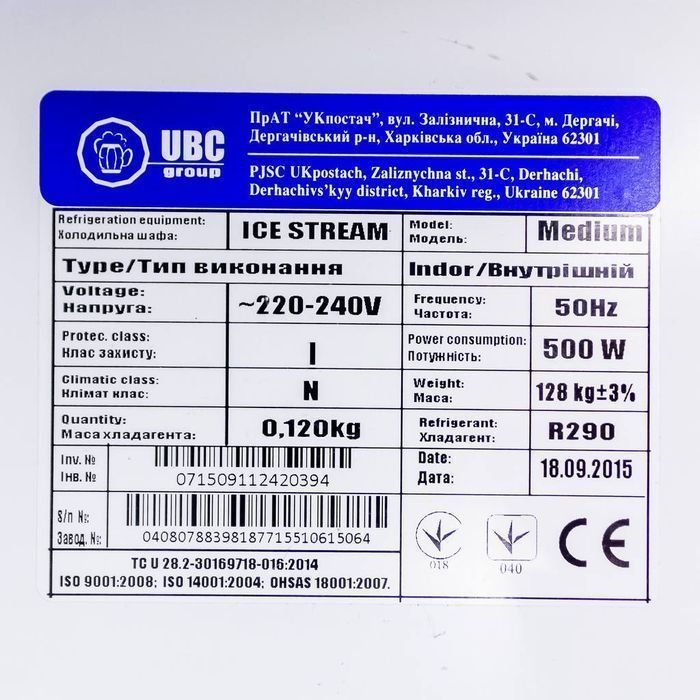 UBC
group
ПрАТ "УКпостач", вул. Залізнична, 31-С, м. Дергачі,
Дергачівський р-н, Харківська обл., Україна 62301
PJSC UKpostach, Zaliznychna st., 31-C, Derhachi,
Derhachivs'kyy district, Kharkiv reg., Ukraine 62301
Refrigeration equipment:
Холодильна шафа:
ICE STREAM
Model:
Модель:
Medium
Type/Тип виконання
Indor/Внутрішній
Voltage:
Напруга:
~220-240V
Frequency:
Частота:
50Hz
Protec. class:
Клас захисту:
I
Power consumption:
Потужність:
500 W
Climatic class:
Клімат клас:
N
Weight:
Маса:
128 kg±3%
Quantity:
Маса хладагента:
0,120kg
Refrigerant:
Хладагент:
R290
Inv. №
Інв. №
071509112420394
Date:
Дата:
18.09.2015
S/n №:
Завод. №:
04080788398187715510615064
018
040
CE
TC U 28.2-30169718-016:2014
ISO 9001:2008; ISO 14001:2004; OHSAS 18001:2007.